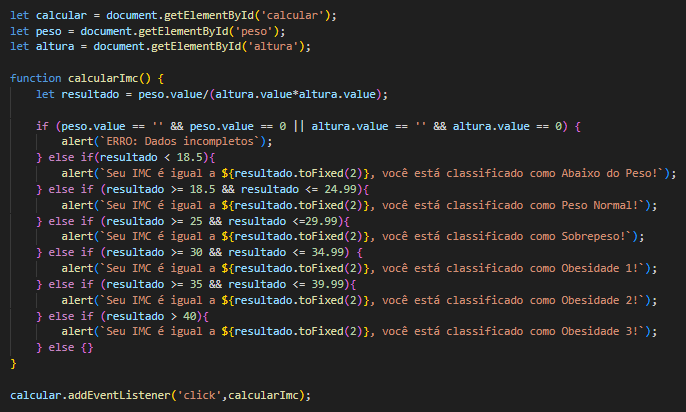 let calcular = document.getElementById('calcular');
let peso = document.getElementById('peso');
let altura = document.getElementById('altura');

function calcularImc() {
    let resultado = peso.value/(altura.value*altura.value);

    if (peso.value == '' && peso.value == 0 || altura.value == '' && altura.value == 0) {
        alert(`ERRO: Dados incompletos`);
    } else if(resultado < 18.5){
        alert(`Seu IMC é igual a ${resultado.toFixed(2)}, você está classificado como Abaixo do Peso!`);
    } else if (resultado >= 18.5 && resultado <= 24.99){
        alert(`Seu IMC é igual a ${resultado.toFixed(2)}, você está classificado como Peso Normal!`);
    } else if (resultado >= 25 && resultado <=29.99){
        alert(`Seu IMC é igual a ${resultado.toFixed(2)}, você está classificado como Sobrepeso!`);
    } else if (resultado >= 30 && resultado <= 34.99) {
        alert(`Seu IMC é igual a ${resultado.toFixed(2)}, você está classificado como Obesidade 1!`);
    } else if (resultado >= 35 && resultado <= 39.99){
        alert(`Seu IMC é igual a ${resultado.toFixed(2)}, você está classificado como Obesidade 2!`);
    } else if (resultado > 40){
        alert(`Seu IMC é igual a ${resultado.toFixed(2)}, você está classificado como Obesidade 3!`);
    } else {}
}

calcular.addEventListener('click',calcularImc);